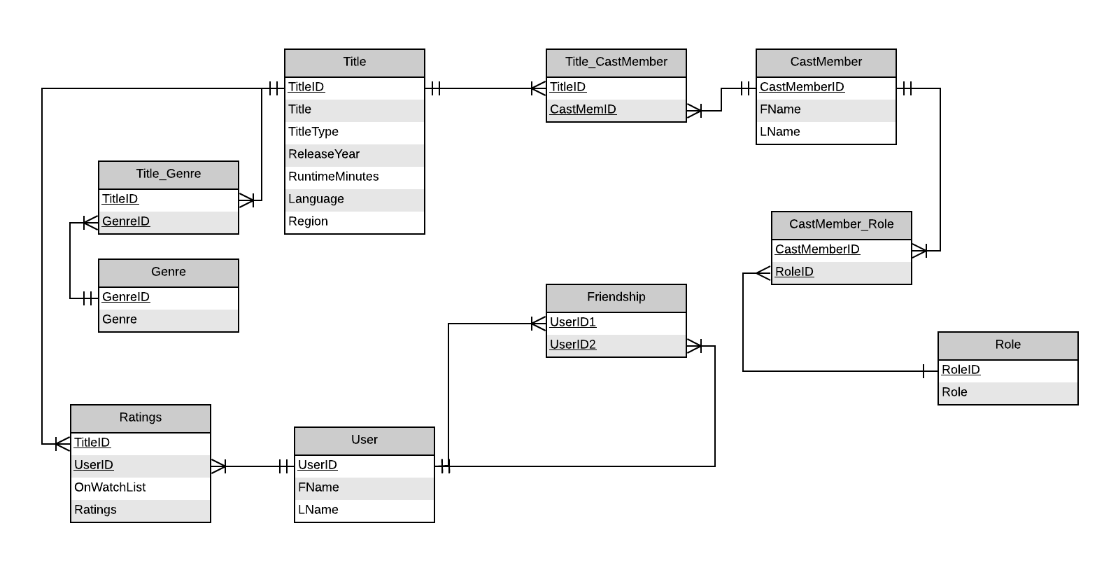 Title
TitleID
Title
TitleType
ReleaseYear
RuntimeMinutes
Language
Region
Title_CastMember
TitleID
CastMemID
CastMember
CastMemberID
FName
LName
Title_Genre
TitleID
GenreID
Genre
GenreID
Genre
CastMember_Role
CastMemberID
RoleID
Friendship
UserID1
UserID2
Role
RoleID
Role
Ratings
TitleID
UserID
OnWatchList
Ratings
User
UserID
FName
LName